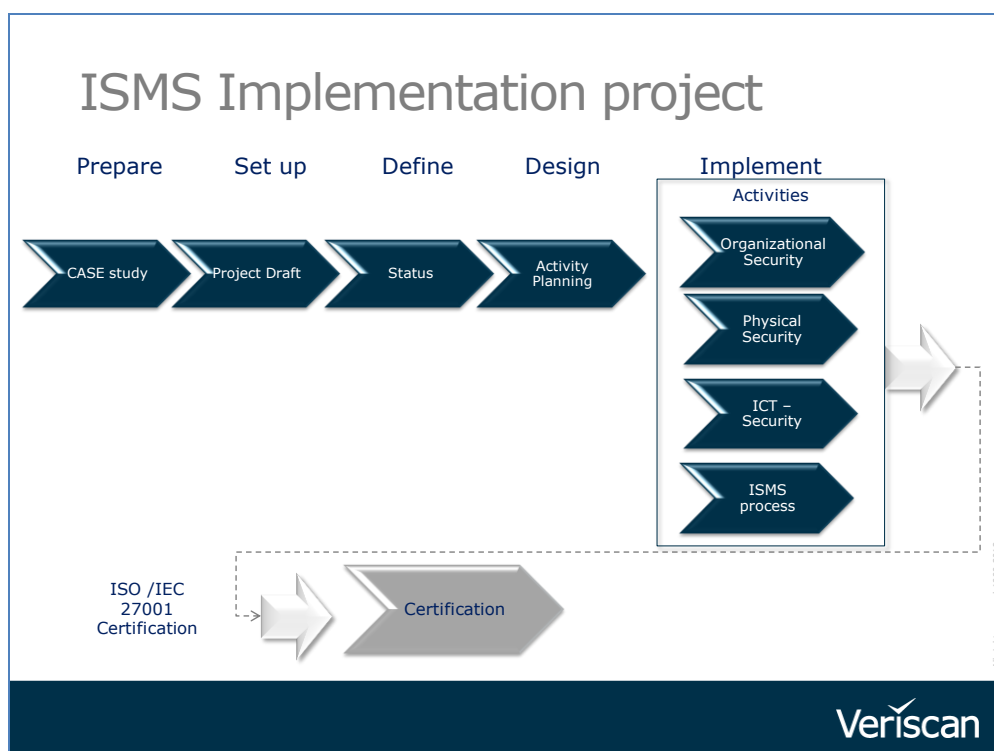 ISMS Implementation project
Prepare
Set up
Define
Design
Implement
Activities
CASE study
Project Draft
Status
Activity
Planning
Organizational
Security
Physical
Security
ICT –
Security
ISMS
process
ISO /IEC
27001
Certification
Certification
Veriscan